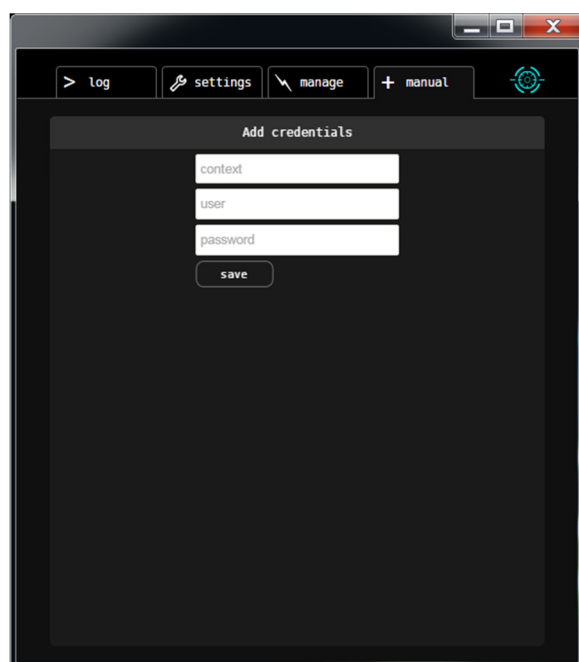 > log settings manage + manual
Add credentials
context
user
password
save